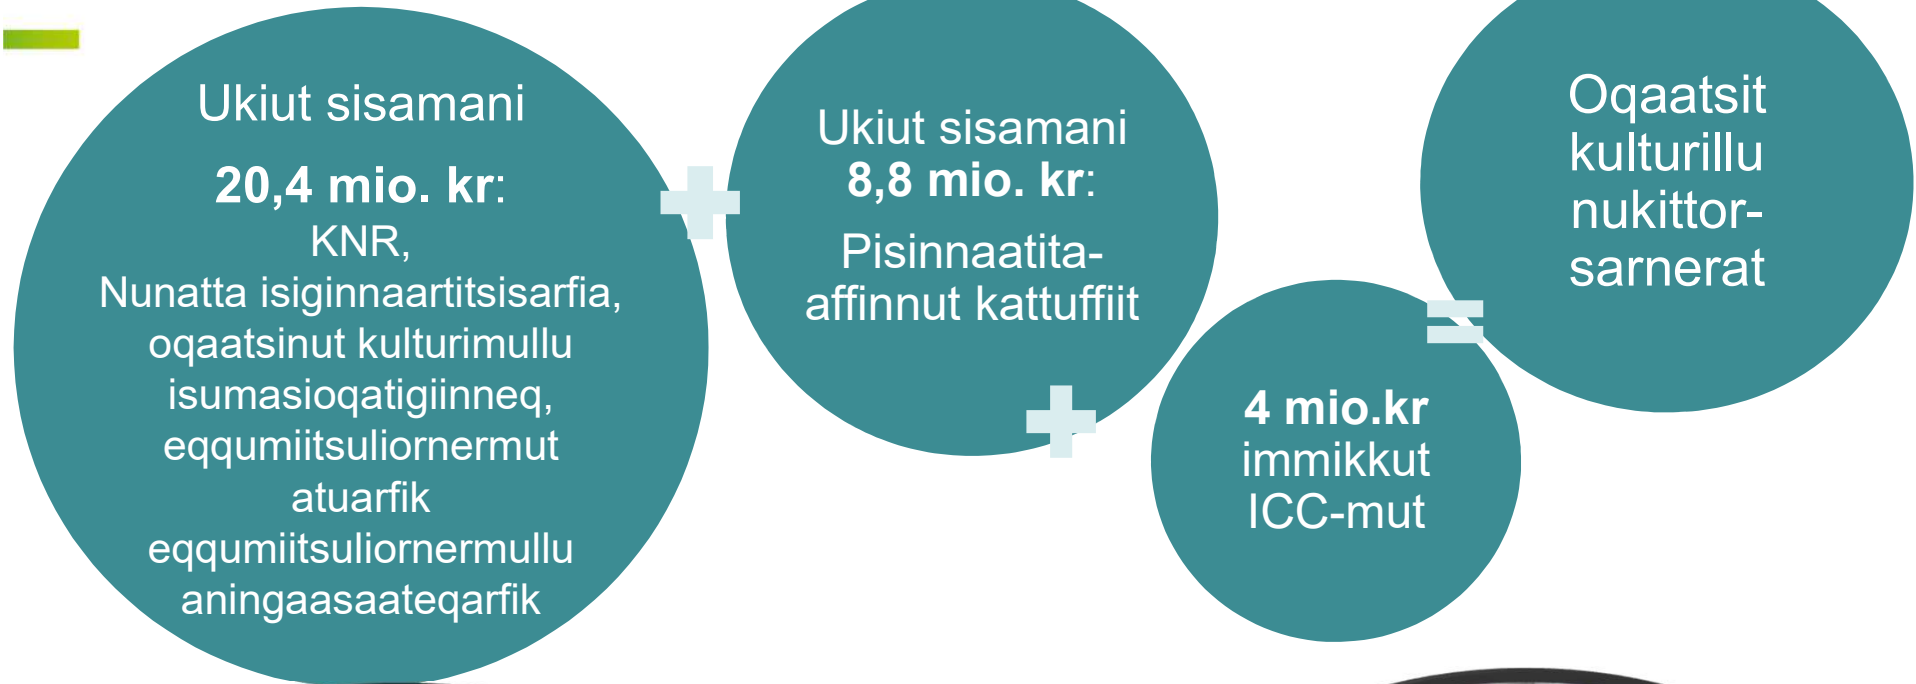 Ukiut sisamani
20,4 mio. kr:
KNR,
Nunatta isiginnaartitsisarfia,
oqaatsinut kulturimullu
isumasioqatigiinneq,
eqqumiitsuliornermut
atuarfik
eqqumiitsuliornermullu
aningaasaateqarfik
+
Ukiut sisamani
8,8 mio. kr:
Pisinnaatita-
affinnut kattuffiit
+
4 mio.kr
immikkut
ICC-mut
=
Oqaatsit
kulturillu
nukittor-
sarnerat